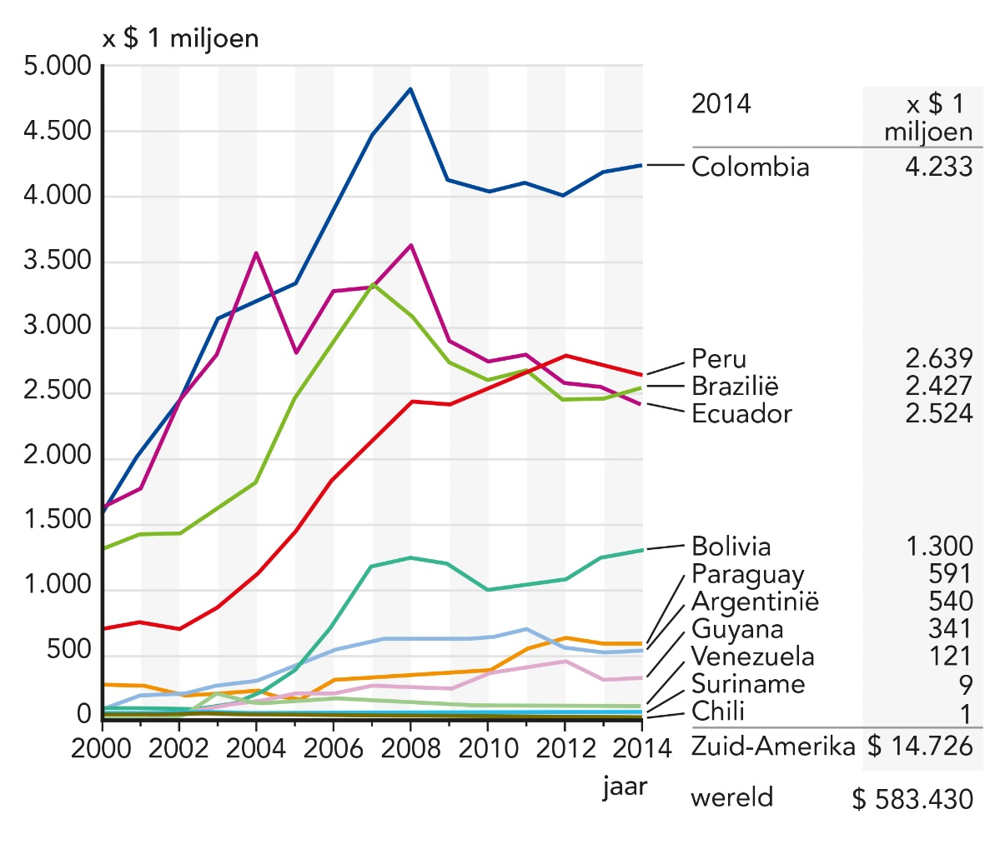 x $ 1 miljoen
5.000
4.500
4.000
3.500
3.000
2.500
2.000
1.500
1.000
500
0
2000 2002 2004 2006 2008 2010 2012 2014
jaar
2014 x $ 1
miljoen
Colombia 4.233
Peru 2.639
Brazilië 2.427
Ecuador 2.524
Bolivia 1.300
Paraguay 591
Argentinië 540
Guyana 341
Venezuela 121
Suriname 9
Chili 1
Zuid-Amerika $ 14.726
wereld $ 583.430